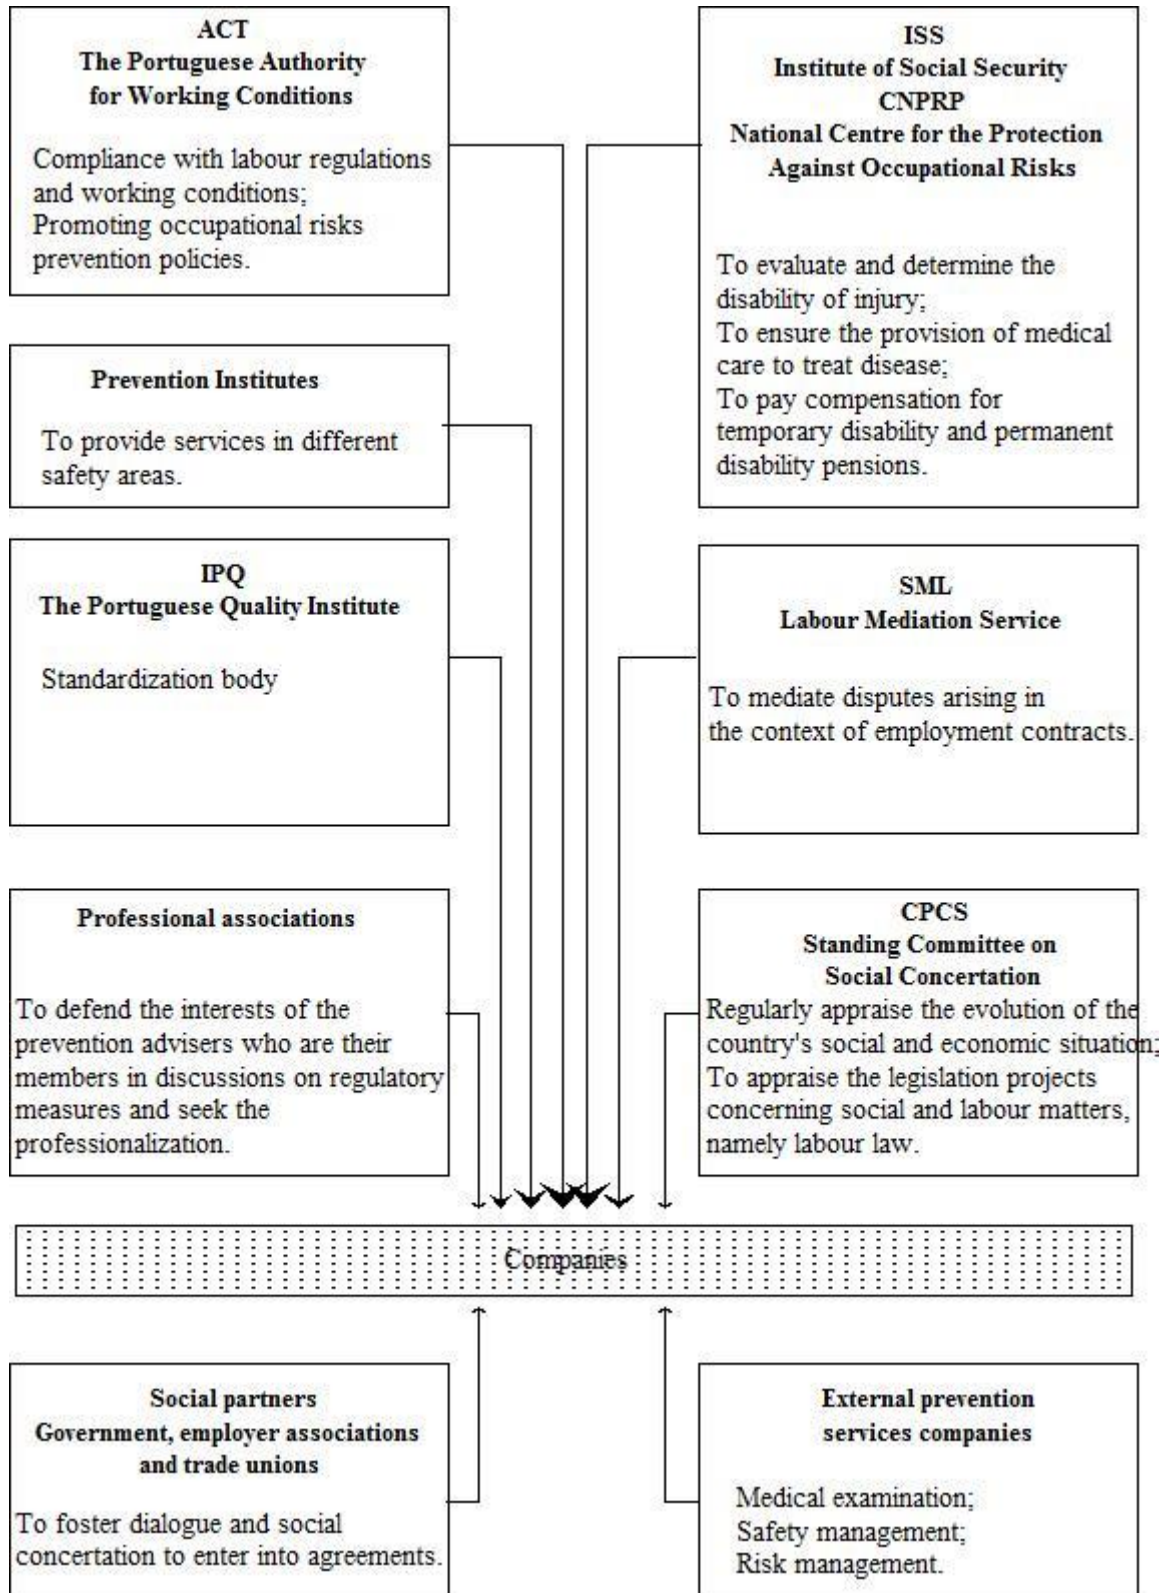 ACT
The Portuguese Authority
for Working Conditions
Compliance with labour regulations
and working conditions;
Promoting occupational risks
prevention policies.
ISS
Institute of Social Security
CNPRP
National Centre for the Protection
Against Occupational Risks
To evaluate and determine the
disability of injury;
To ensure the provision of medical
care to treat disease;
To pay compensation for
temporary disability and permanent
disability pensions.
Prevention Institutes
To provide services in different
safety areas.
IPQ
The Portuguese Quality Institute
Standardization body
SML
Labour Mediation Service
To mediate disputes arising in
the context of employment contracts.
Professional associations
To defend the interests of the
prevention advisers who are their
members in discussions on regulatory
measures and seek the
professionalization.
CPCS
Standing Committee on
Social Concertation
Regularly appraise the evolution of the
country's social and economic situation;
To appraise the legislation projects
concerning social and labour matters,
namely labour law.
Companies
Social partners
Government, employer associations
and trade unions
To foster dialogue and social
concertation to enter into agreements.
External prevention
services companies
Medical examination;
Safety management;
Risk management.